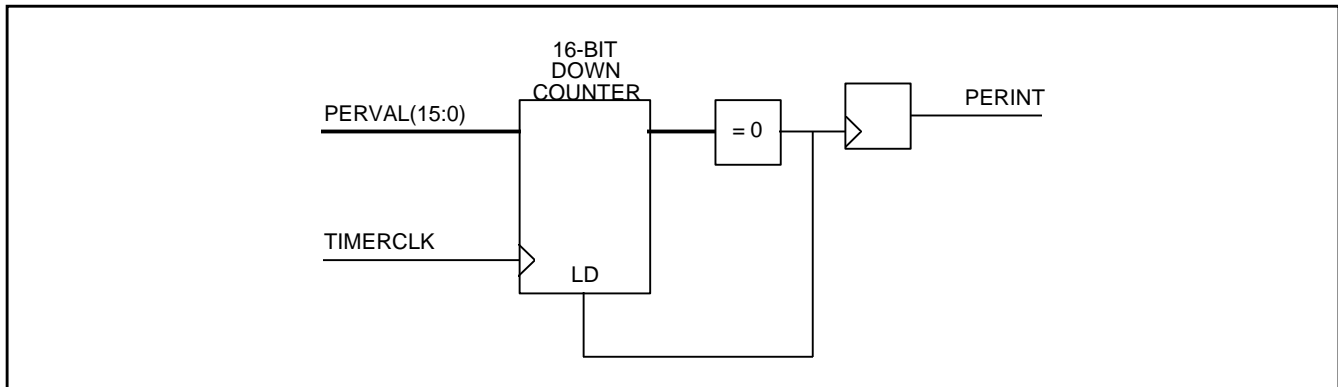 16-BIT
DOWN
COUNTER
PERVAL(15:0)
= 0
PERINT
TIMERCLK
LD